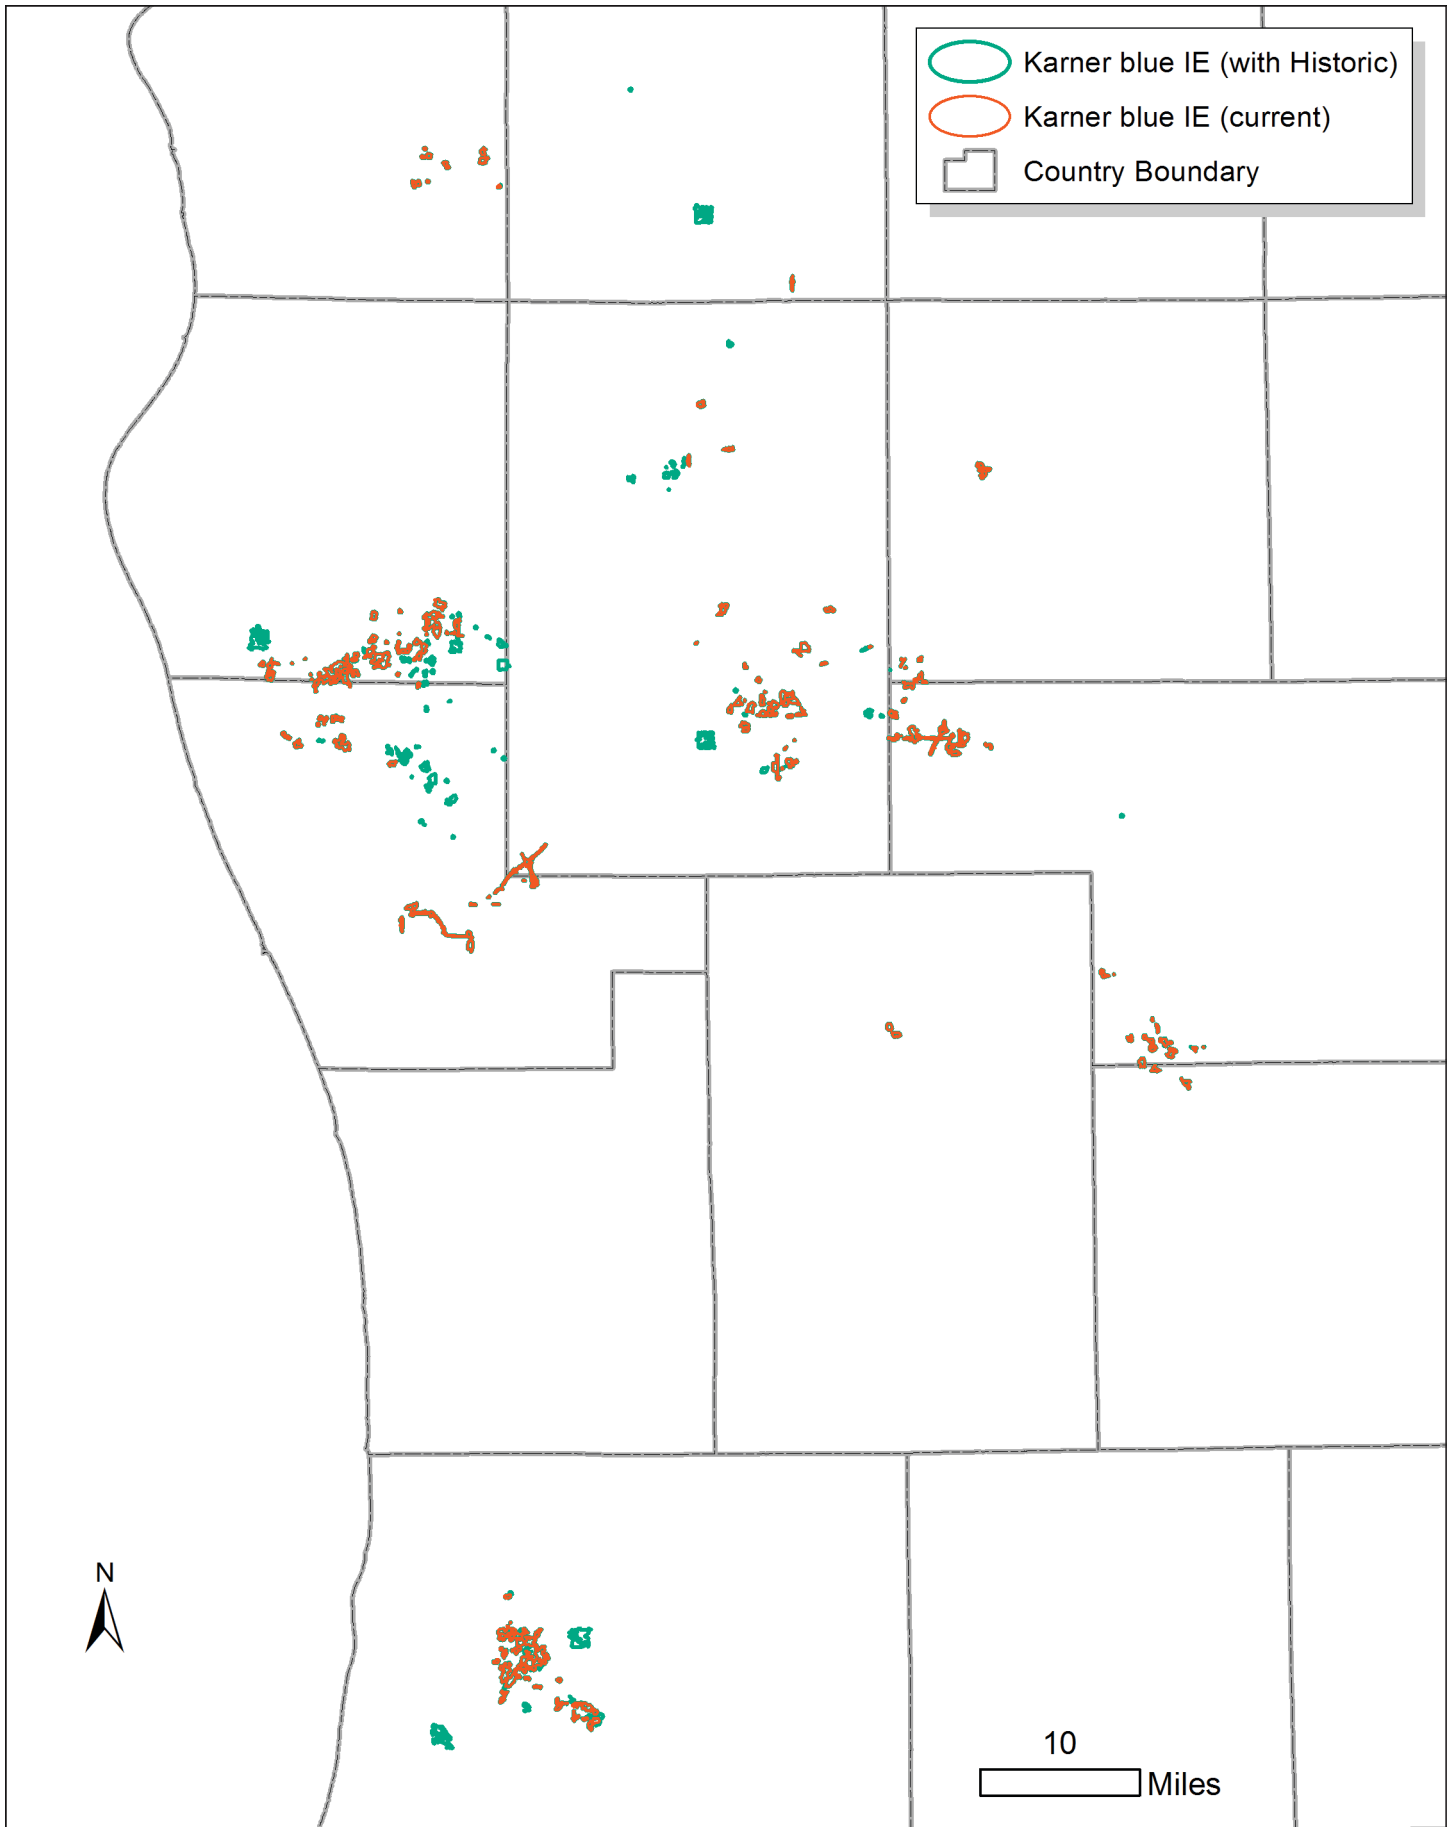 Karner blue IE (with Historic)
Karner blue IE (current)
Country Boundary
N
10
Miles